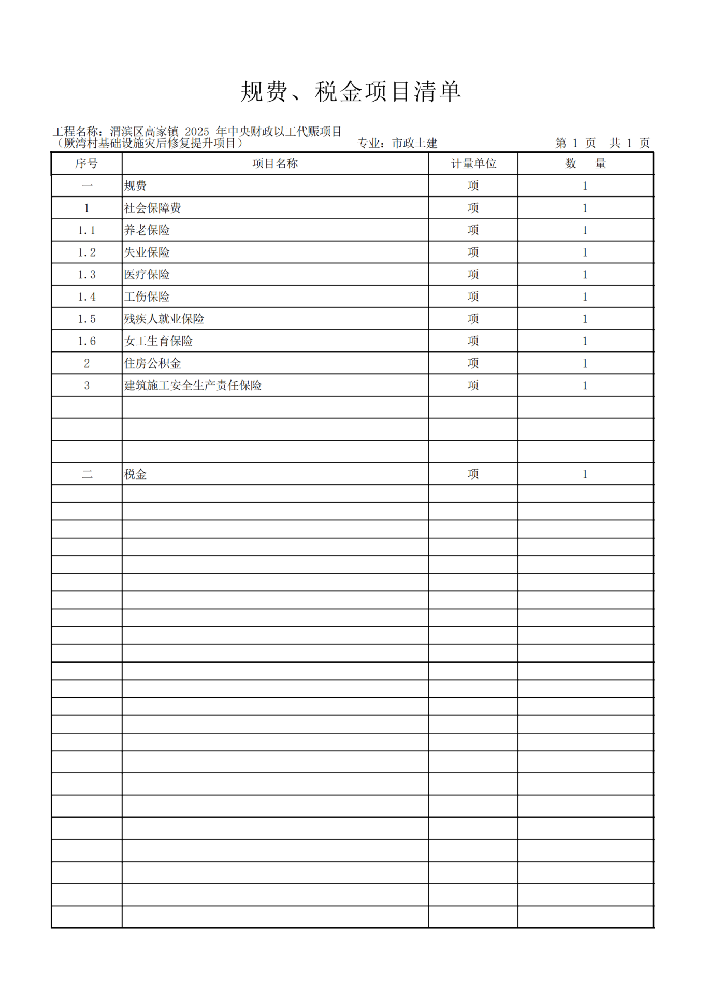 规费、税金项目清单
工程名称：渭滨区高家镇 2025 年中央财政以工代赈项目
（厥湾村基础设施灾后修复提升项目） 专业：市政土建 第 1 页 共 1 页
序号 项目名称 计量单位 数 量
一 规费 项 1
1 社会保障费 项 1
1.1 养老保险 项 1
1.2 失业保险 项 1
1.3 医疗保险 项 1
1.4 工伤保险 项 1
1.5 残疾人就业保险 项 1
1.6 女工生育保险 项 1
2 住房公积金 项 1
3 建筑施工安全生产责任保险 项 1
二 税金 项 1